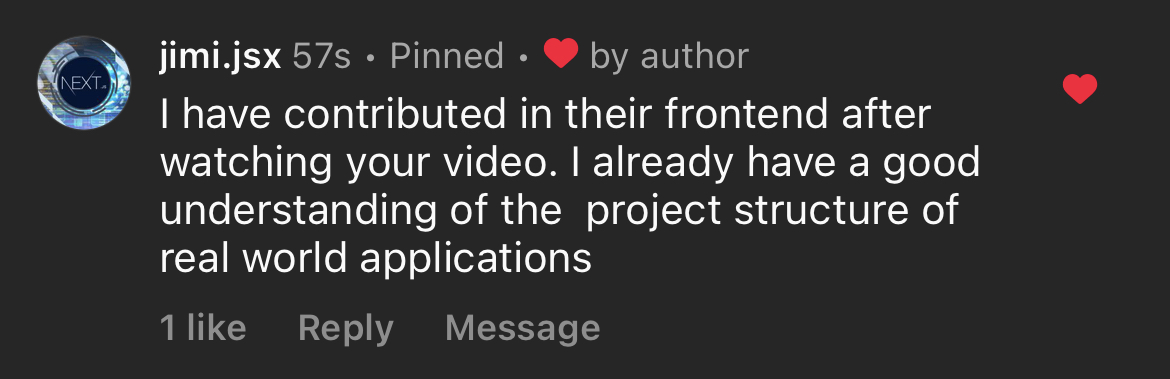 NEXT.js
jimi.jsx 57s • Pinned • ❤️ by author
I have contributed in their frontend after
watching your video. I already have a good
understanding of the  project structure of
real world applications
1 like Reply Message